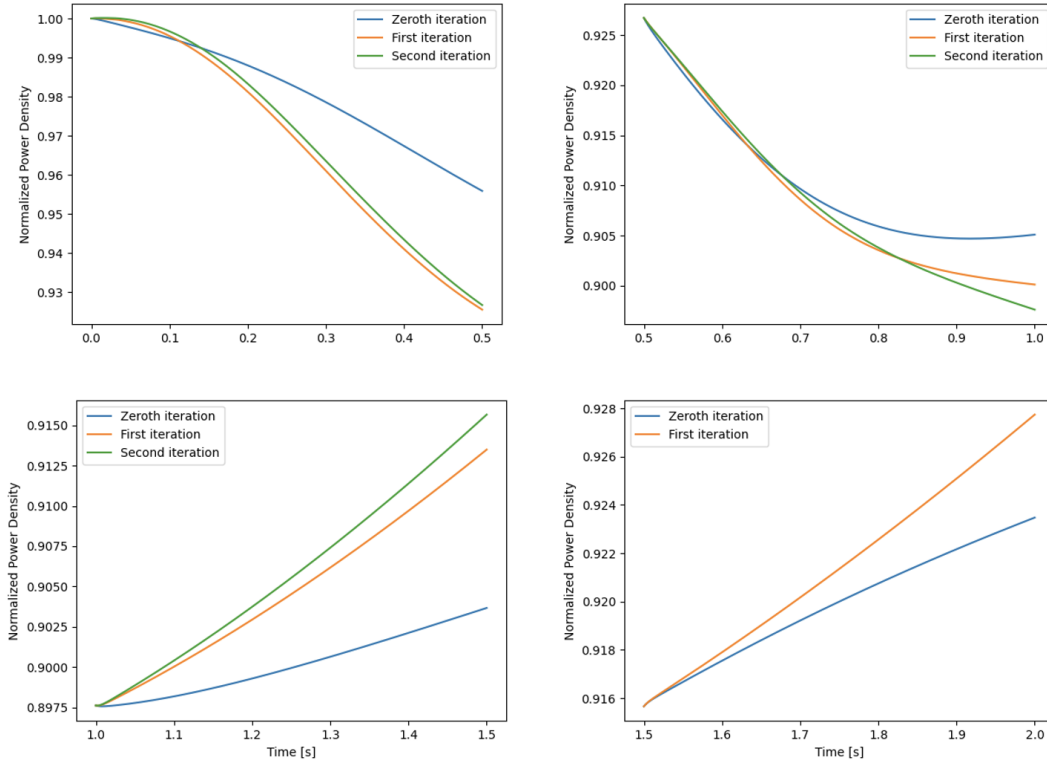 1.00
0.99
0.98
0.97
0.96
0.95
0.94
0.93
Normalized Power Density
Zeroth iteration
First iteration
Second iteration
0.0 0.1 0.2 0.3 0.4 0.5
0.925
0.920
0.915
0.910
0.905
0.900
Normalized Power Density
Zeroth iteration
First iteration
Second iteration
0.5 0.6 0.7 0.8 0.9 1.0
0.9150
0.9125
0.9100
0.9075
0.9050
0.9025
0.9000
0.8975
Normalized Power Density
Zeroth iteration
First iteration
Second iteration
1.0 1.1 1.2 1.3 1.4 1.5
Time [s]
0.928
0.926
0.924
0.922
0.920
0.918
0.916
Normalized Power Density
Zeroth iteration
First iteration
1.5 1.6 1.7 1.8 1.9 2.0
Time [s]